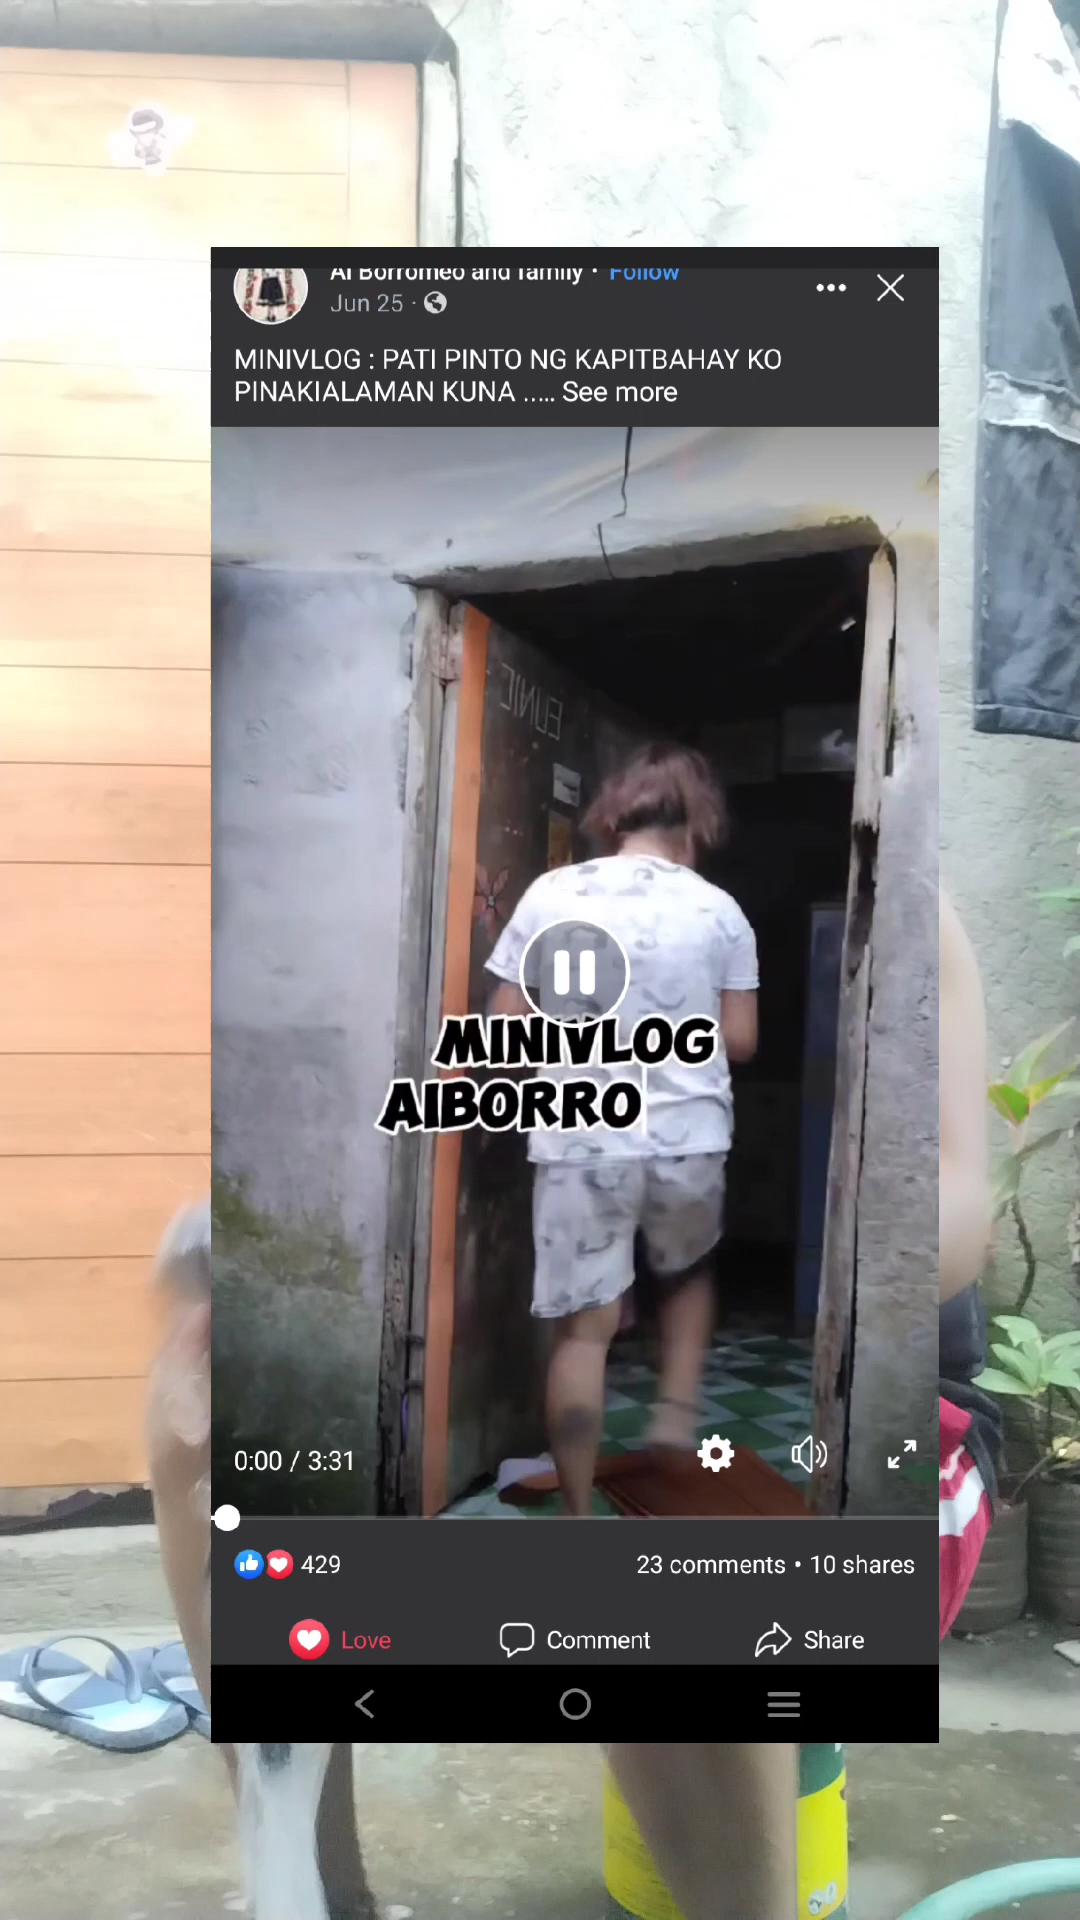 AI Borromeo and family · Follow
Jun 25 ·
MINIVLOG : PATI PINTO NG KAPITBAHAY KO
PINAKIALAMAN KUNA ..... See more
EUNIC
MINIVLOG
AIBORRO
0:00 / 3:31
429
23 comments • 10 shares
Love
Comment
Share